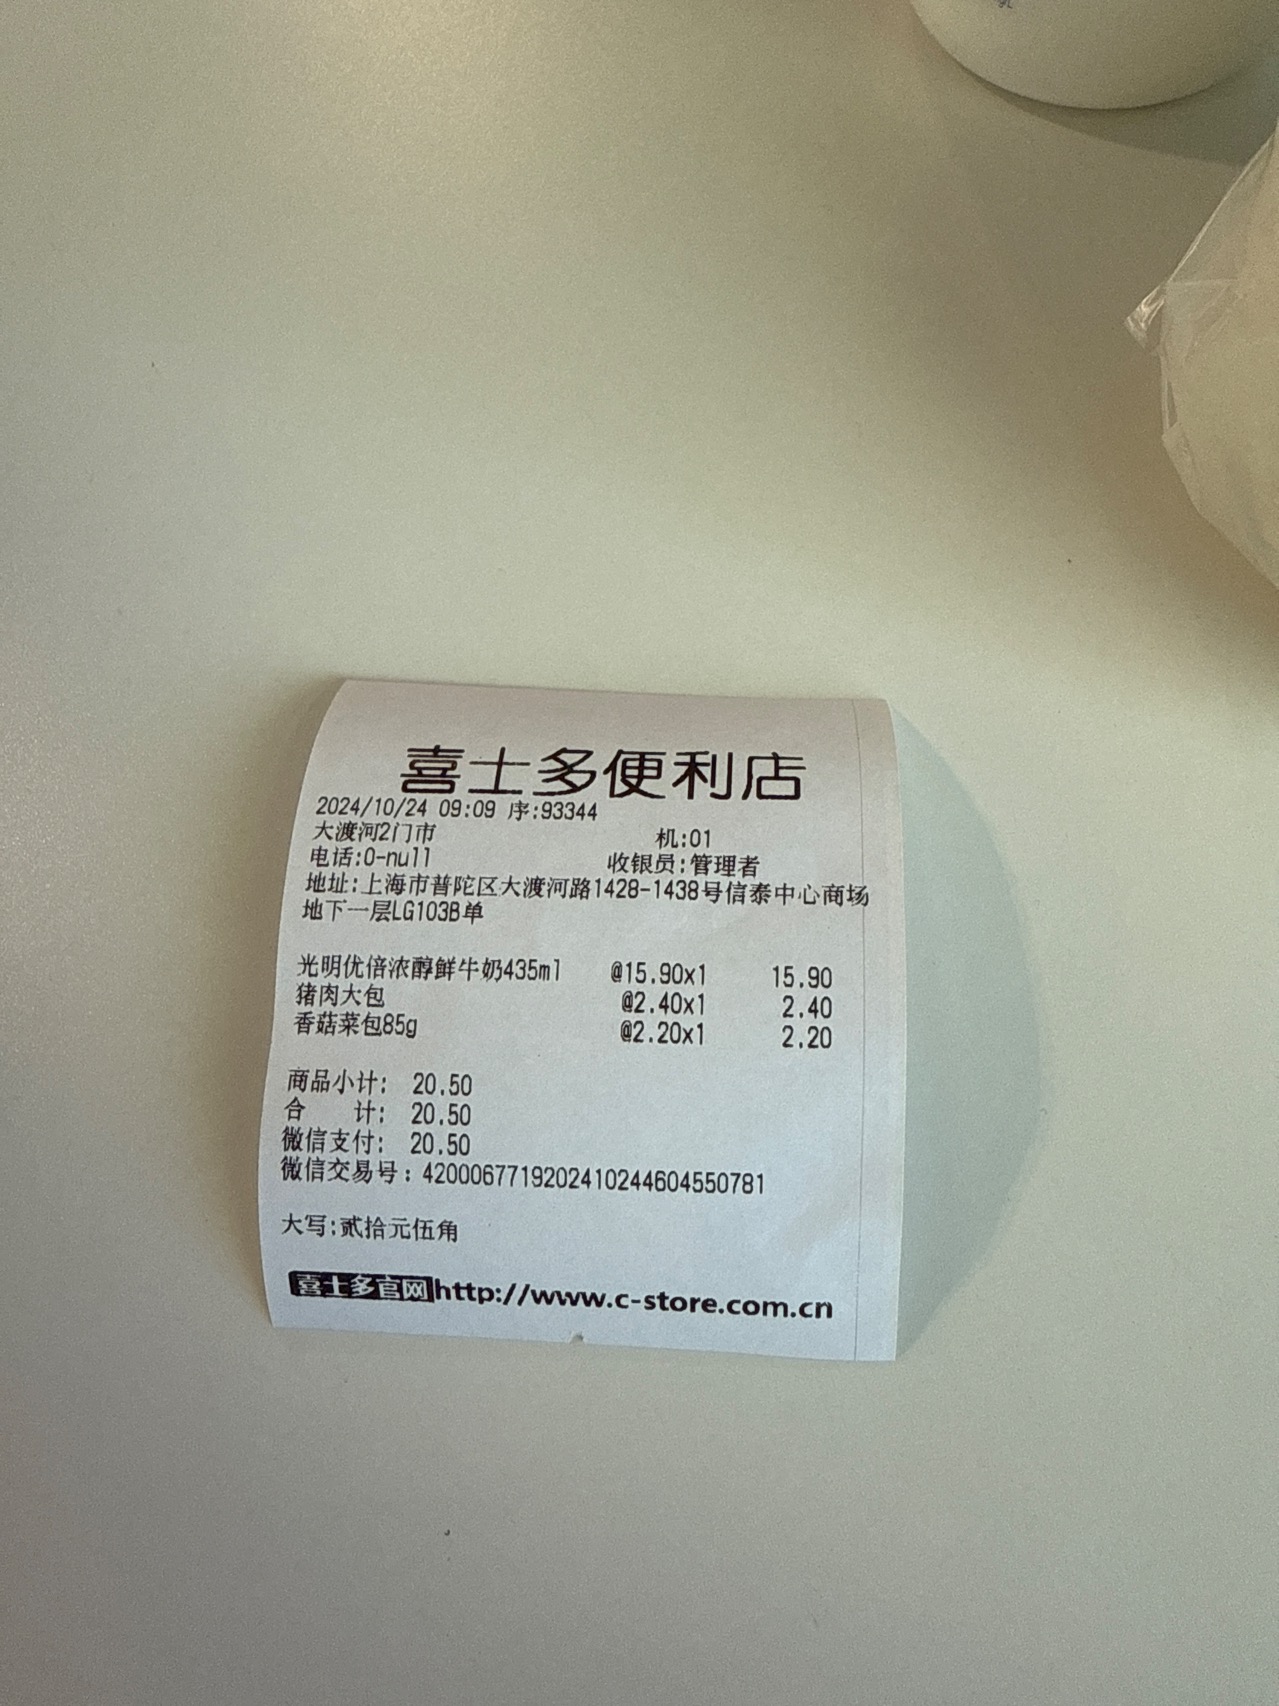 喜士多便利店
2024/10/24 09:09 序:93344
大渡河2门市 机:01
电话:0-null 收银员:管理者
地址:上海市普陀区大渡河路1428-1438号信泰中心商场
地下一层LG103B单
光明优倍浓醇鲜牛奶435ml @15.90x1 15.90
猪肉大包 @2.40x1 2.40
香菇菜包85g @2.20x1 2.20
商品小计: 20.50
合 计: 20.50
微信支付: 20.50
微信交易号:4200067719202410244604550781
大写:贰拾元伍角
喜士多官网http://www.c-store.com.cn